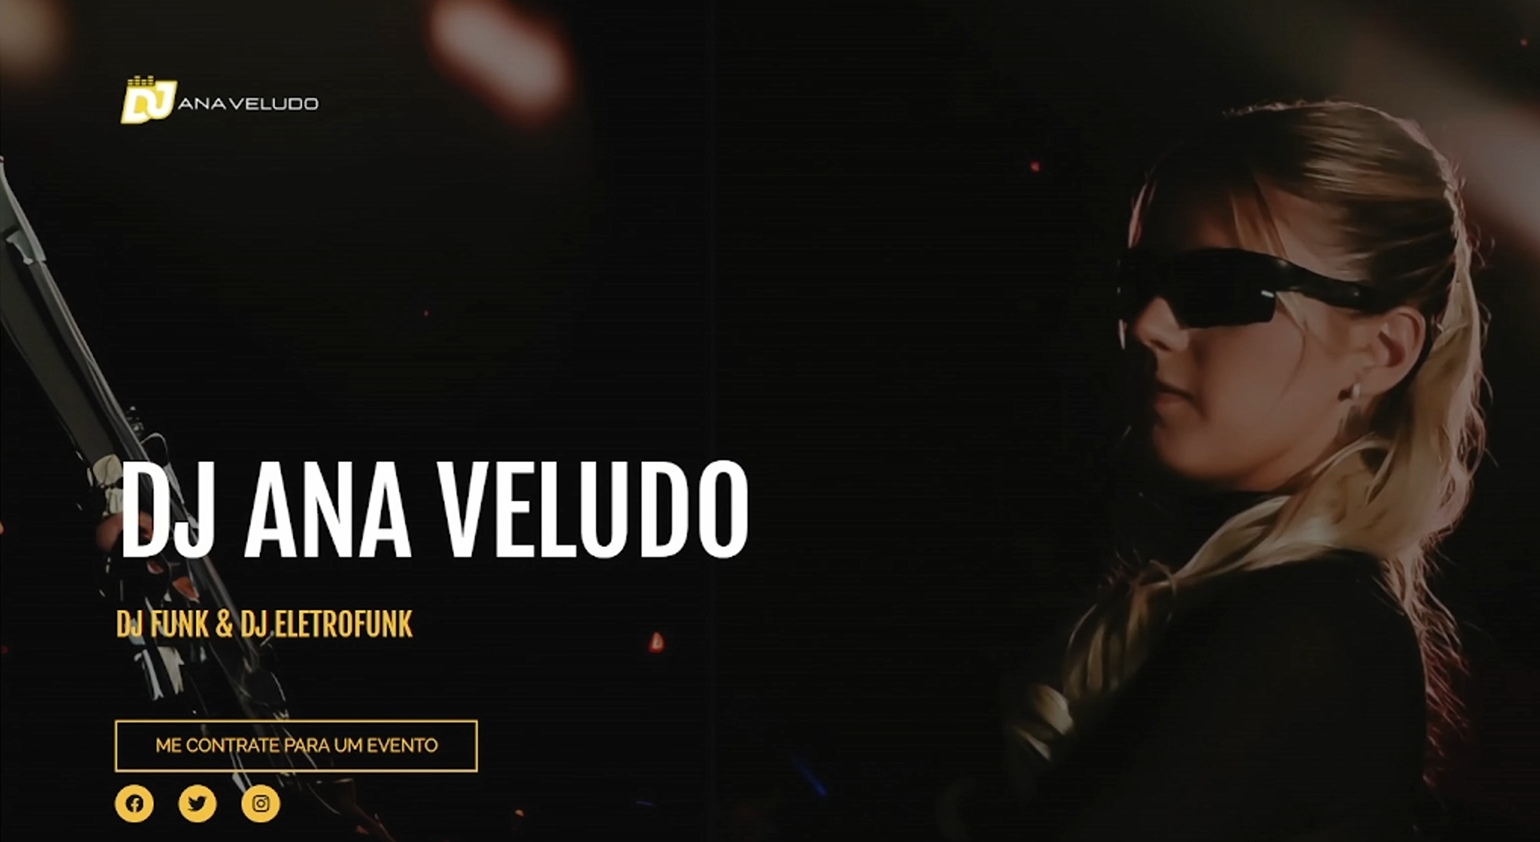 DJ ANA VELUDO
DJ ANA VELUDO
DJ FUNK & DJ ELETROFUNK
ME CONTRATE PARA UM EVENTO